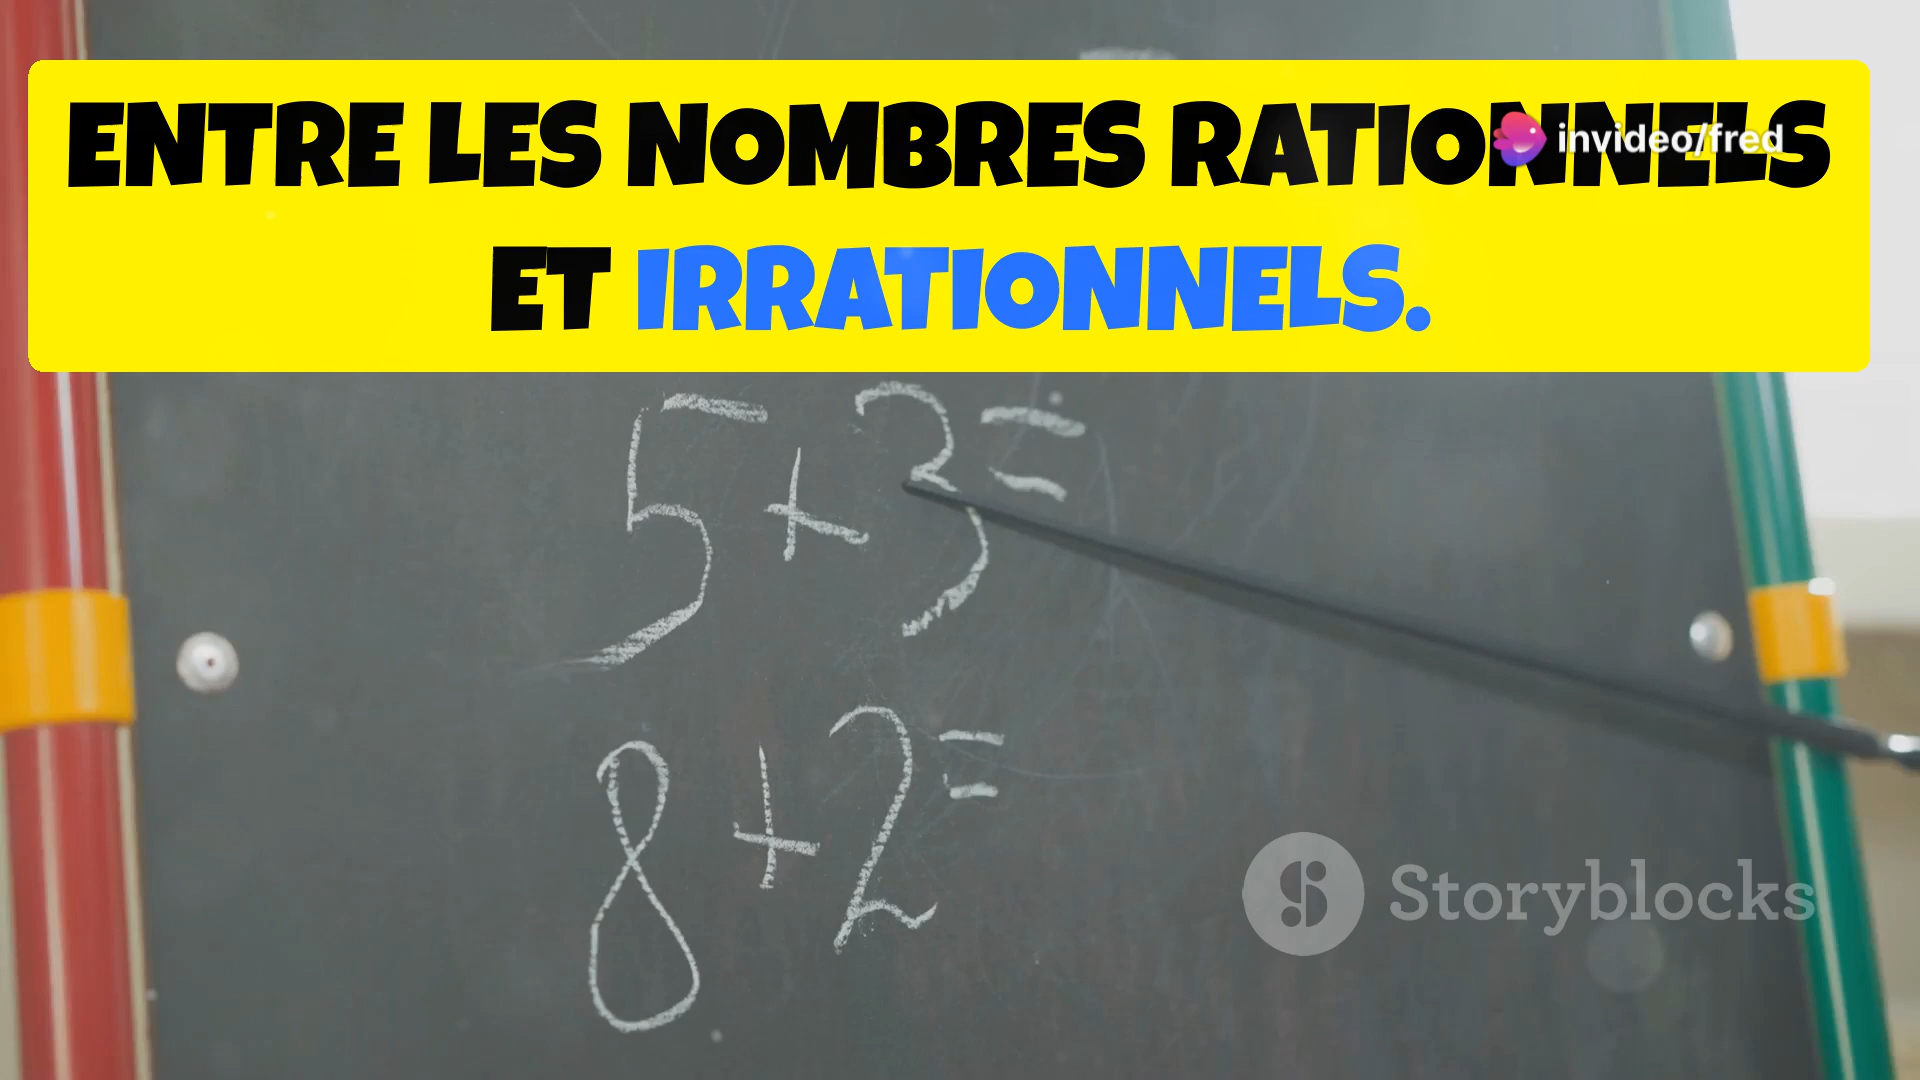 ENTRE LES NOMBRES RATIONNELS
invideo/fred
ET IRRATIONNELS.
5+3=
8+2=
Storyblocks